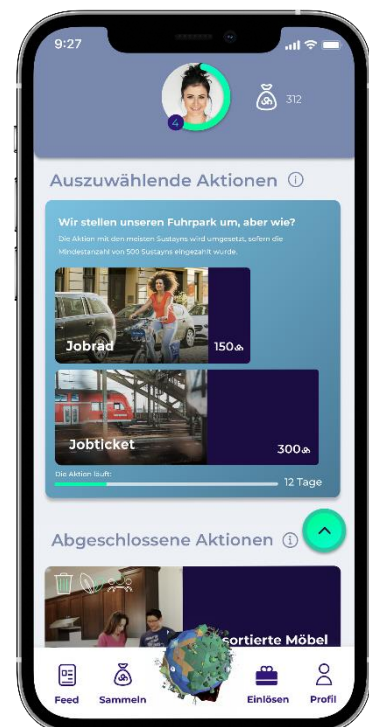 9:27
4
312
Auszuwählende Aktionen
Wir stellen unseren Fuhrpark um, aber wie?
Die Aktion mit den meisten Sustayns wird umgesetzt, sofern die
Mindestanzahl von 500 Sustayns eingezahlt wurde.
Jobrad
150
Jobticket
300
Die Aktion läuft:
12 Tage
Abgeschlossene Aktionen
sortierte Möbel
Feed
Sammeln
Einlösen
Profil